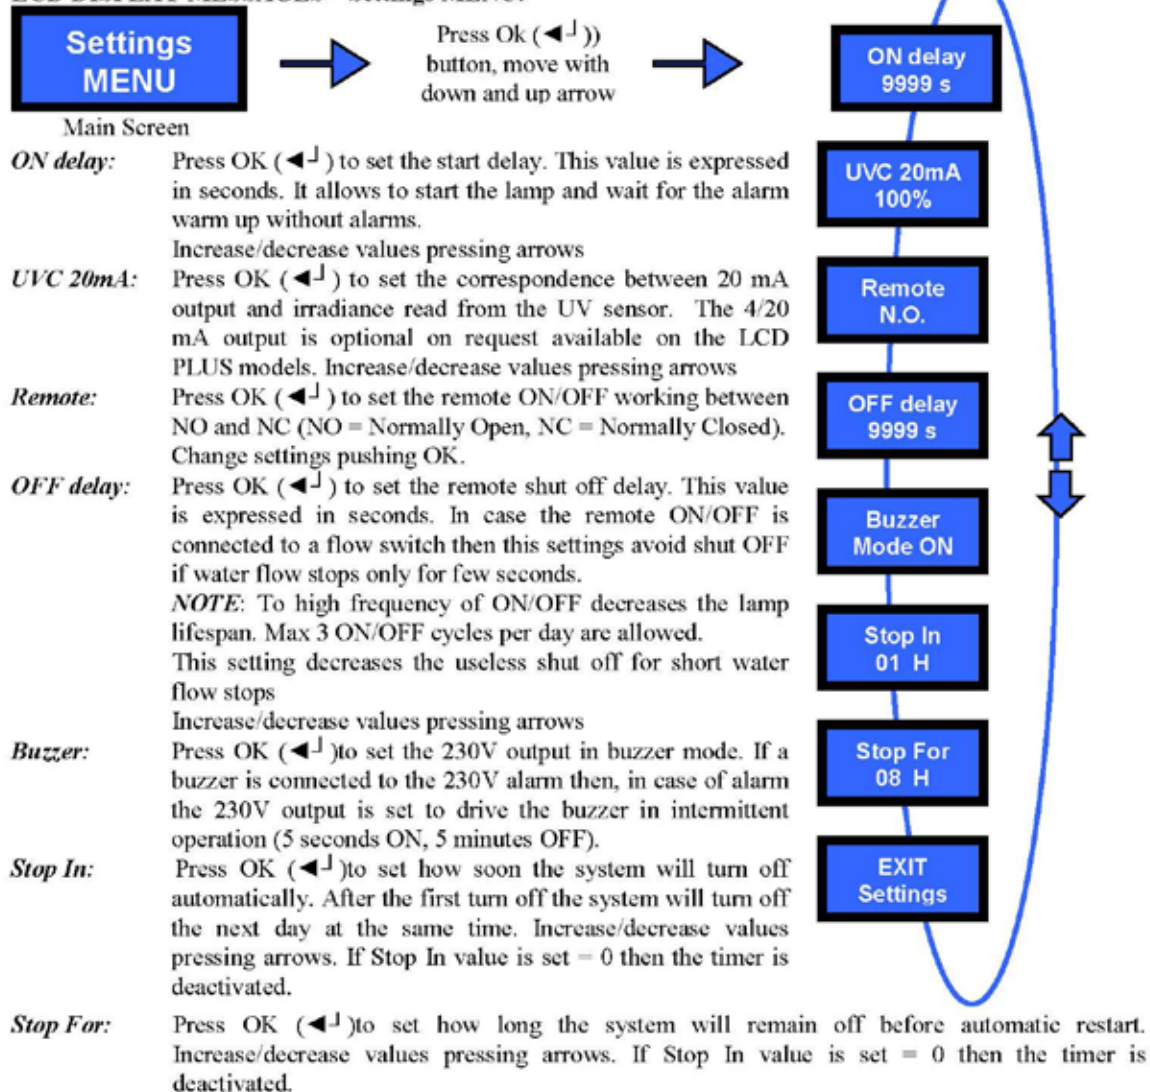 LCD DISPLAY MESSAGES – Settings MENU:
Settings
MENU
Press Ok (◄┘))
button, move with
down and up arrow
Main Screen
ON delay
9999 s
UVC 20mA
100%
Remote
N.O.
OFF delay
9999 s
Buzzer
Mode ON
Stop In
01 H
Stop For
08 H
EXIT
Settings
ON delay: Press OK (◄┘) to set the start delay. This value is expressed
in seconds. It allows to start the lamp and wait for the alarm
warm up without alarms.
Increase/decrease values pressing arrows
UVC 20mA: Press OK (◄┘) to set the correspondence between 20 mA
output and irradiance read from the UV sensor. The 4/20
mA output is optional on request available on the LCD
PLUS models. Increase/decrease values pressing arrows
Remote: Press OK (◄┘) to set the remote ON/OFF working between
NO and NC (NO = Normally Open, NC = Normally Closed).
Change settings pushing OK.
OFF delay: Press OK (◄┘) to set the remote shut off delay. This value
is expressed in seconds. In case the remote ON/OFF is
connected to a flow switch then this settings avoid shut OFF
if water flow stops only for few seconds.
NOTE: To high frequency of ON/OFF decreases the lamp
lifespan. Max 3 ON/OFF cycles per day are allowed.
This setting decreases the useless shut off for short water
flow stops
Increase/decrease values pressing arrows
Buzzer: Press OK (◄┘)to set the 230V output in buzzer mode. If a
buzzer is connected to the 230V alarm then, in case of alarm
the 230V output is set to drive the buzzer in intermittent
operation (5 seconds ON, 5 minutes OFF).
Stop In: Press OK (◄┘)to set how soon the system will turn off
automatically. After the first turn off the system will turn off
the next day at the same time. Increase/decrease values
pressing arrows. If Stop In value is set = 0 then the timer is
deactivated.
Stop For: Press OK (◄┘)to set how long the system will remain off before automatic restart.
Increase/decrease values pressing arrows. If Stop In value is set = 0 then the timer is
deactivated.